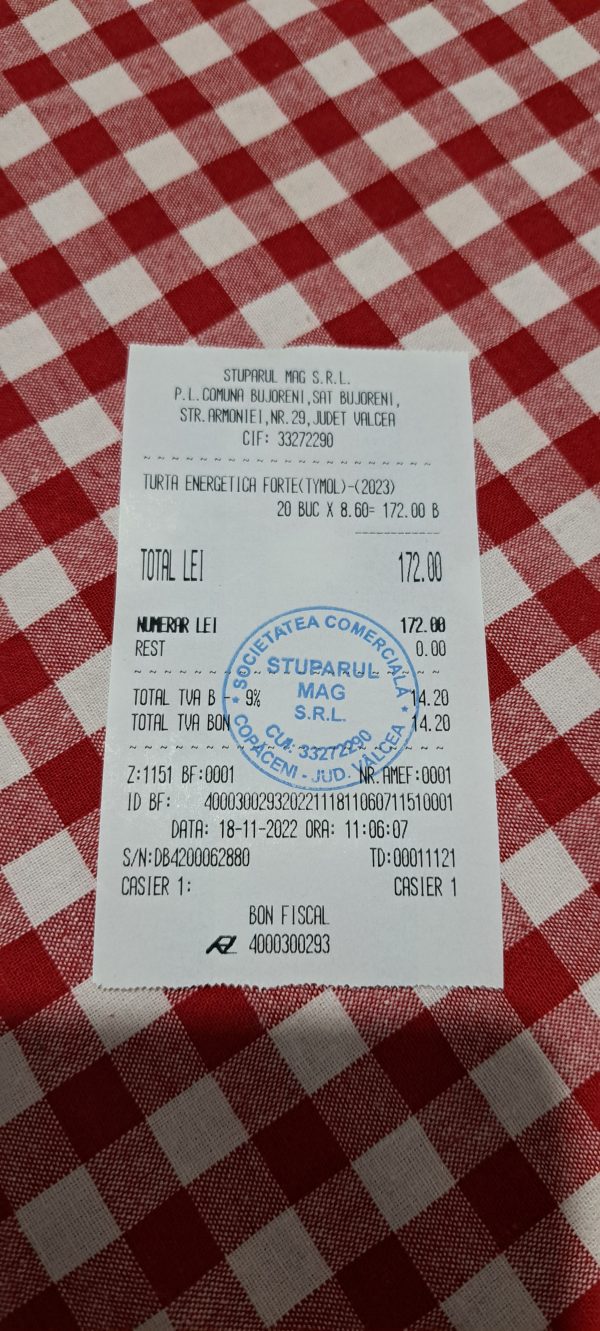 STUPARUL MAG S.R.L.
P.L.COMUNA BUJORENI,SAT BUJORENI,
STR.ARMONIEI,NR.29,JUDET VALCEA
CIF: 33272290
~ ~ ~ ~ ~ ~ ~ ~ ~ ~ ~ ~ ~ ~ ~ ~ ~ ~ ~ ~ ~
TURTA ENERGETICA FORTE(TYMOL)-(2023)
20 BUC X 8.60= 172.00 B
------------
TOTAL LEI 172.00
NUMERAR LEI 172.00
REST 0.00
~ ~ ~ ~ ~ ~ ~ ~ ~ ~ ~ ~ ~ ~ ~ ~ ~ ~ ~ ~ ~
TOTAL TVA B - 9% 14.20
TOTAL TVA BON 14.20
~ ~ ~ ~ ~ ~ ~ ~ ~ ~ ~ ~ ~ ~ ~ ~ ~ ~ ~ ~ ~
Z:1151 BF:0001 NR.AMEF:0001
ID BF: 40003002932022111811060711510001
DATA: 18-11-2022 ORA: 11:06:07
S/N:DB4200062880 TD:00011121
CASIER 1: CASIER 1
BON FISCAL
4000300293
* SOCIETATEA COMERCIALĂ *
STUPARUL
MAG
S.R.L.
CUI: 33272290
COPĂCENI - JUD. VÂLCEA